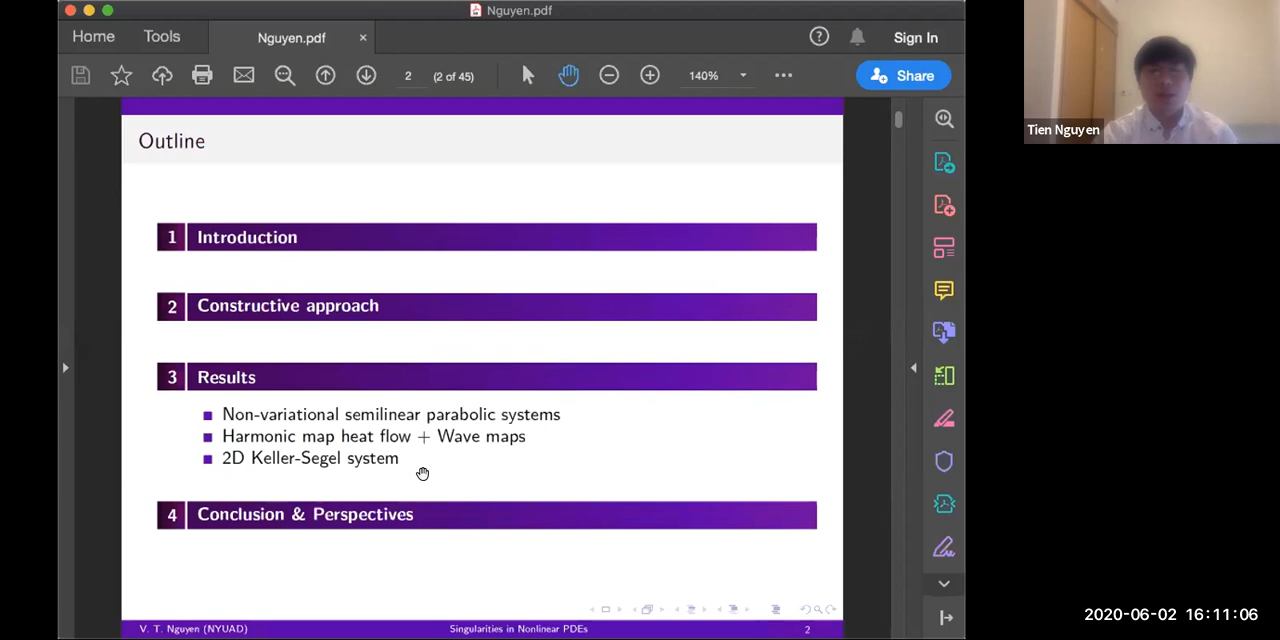 Nguyen.pdf
Home
Tools
Nguyen.pdf
×
Sign In
2
(2 of 45)
140%
Share
Outline
1 Introduction
2 Constructive approach
3 Results
Non-variational semilinear parabolic systems
Harmonic map heat flow + Wave maps
2D Keller-Segel system
4 Conclusion & Perspectives
V. T. Nguyen (NYUAD)
Singularities in Nonlinear PDEs
2
Tien Nguyen
2020-06-02 16:11:06